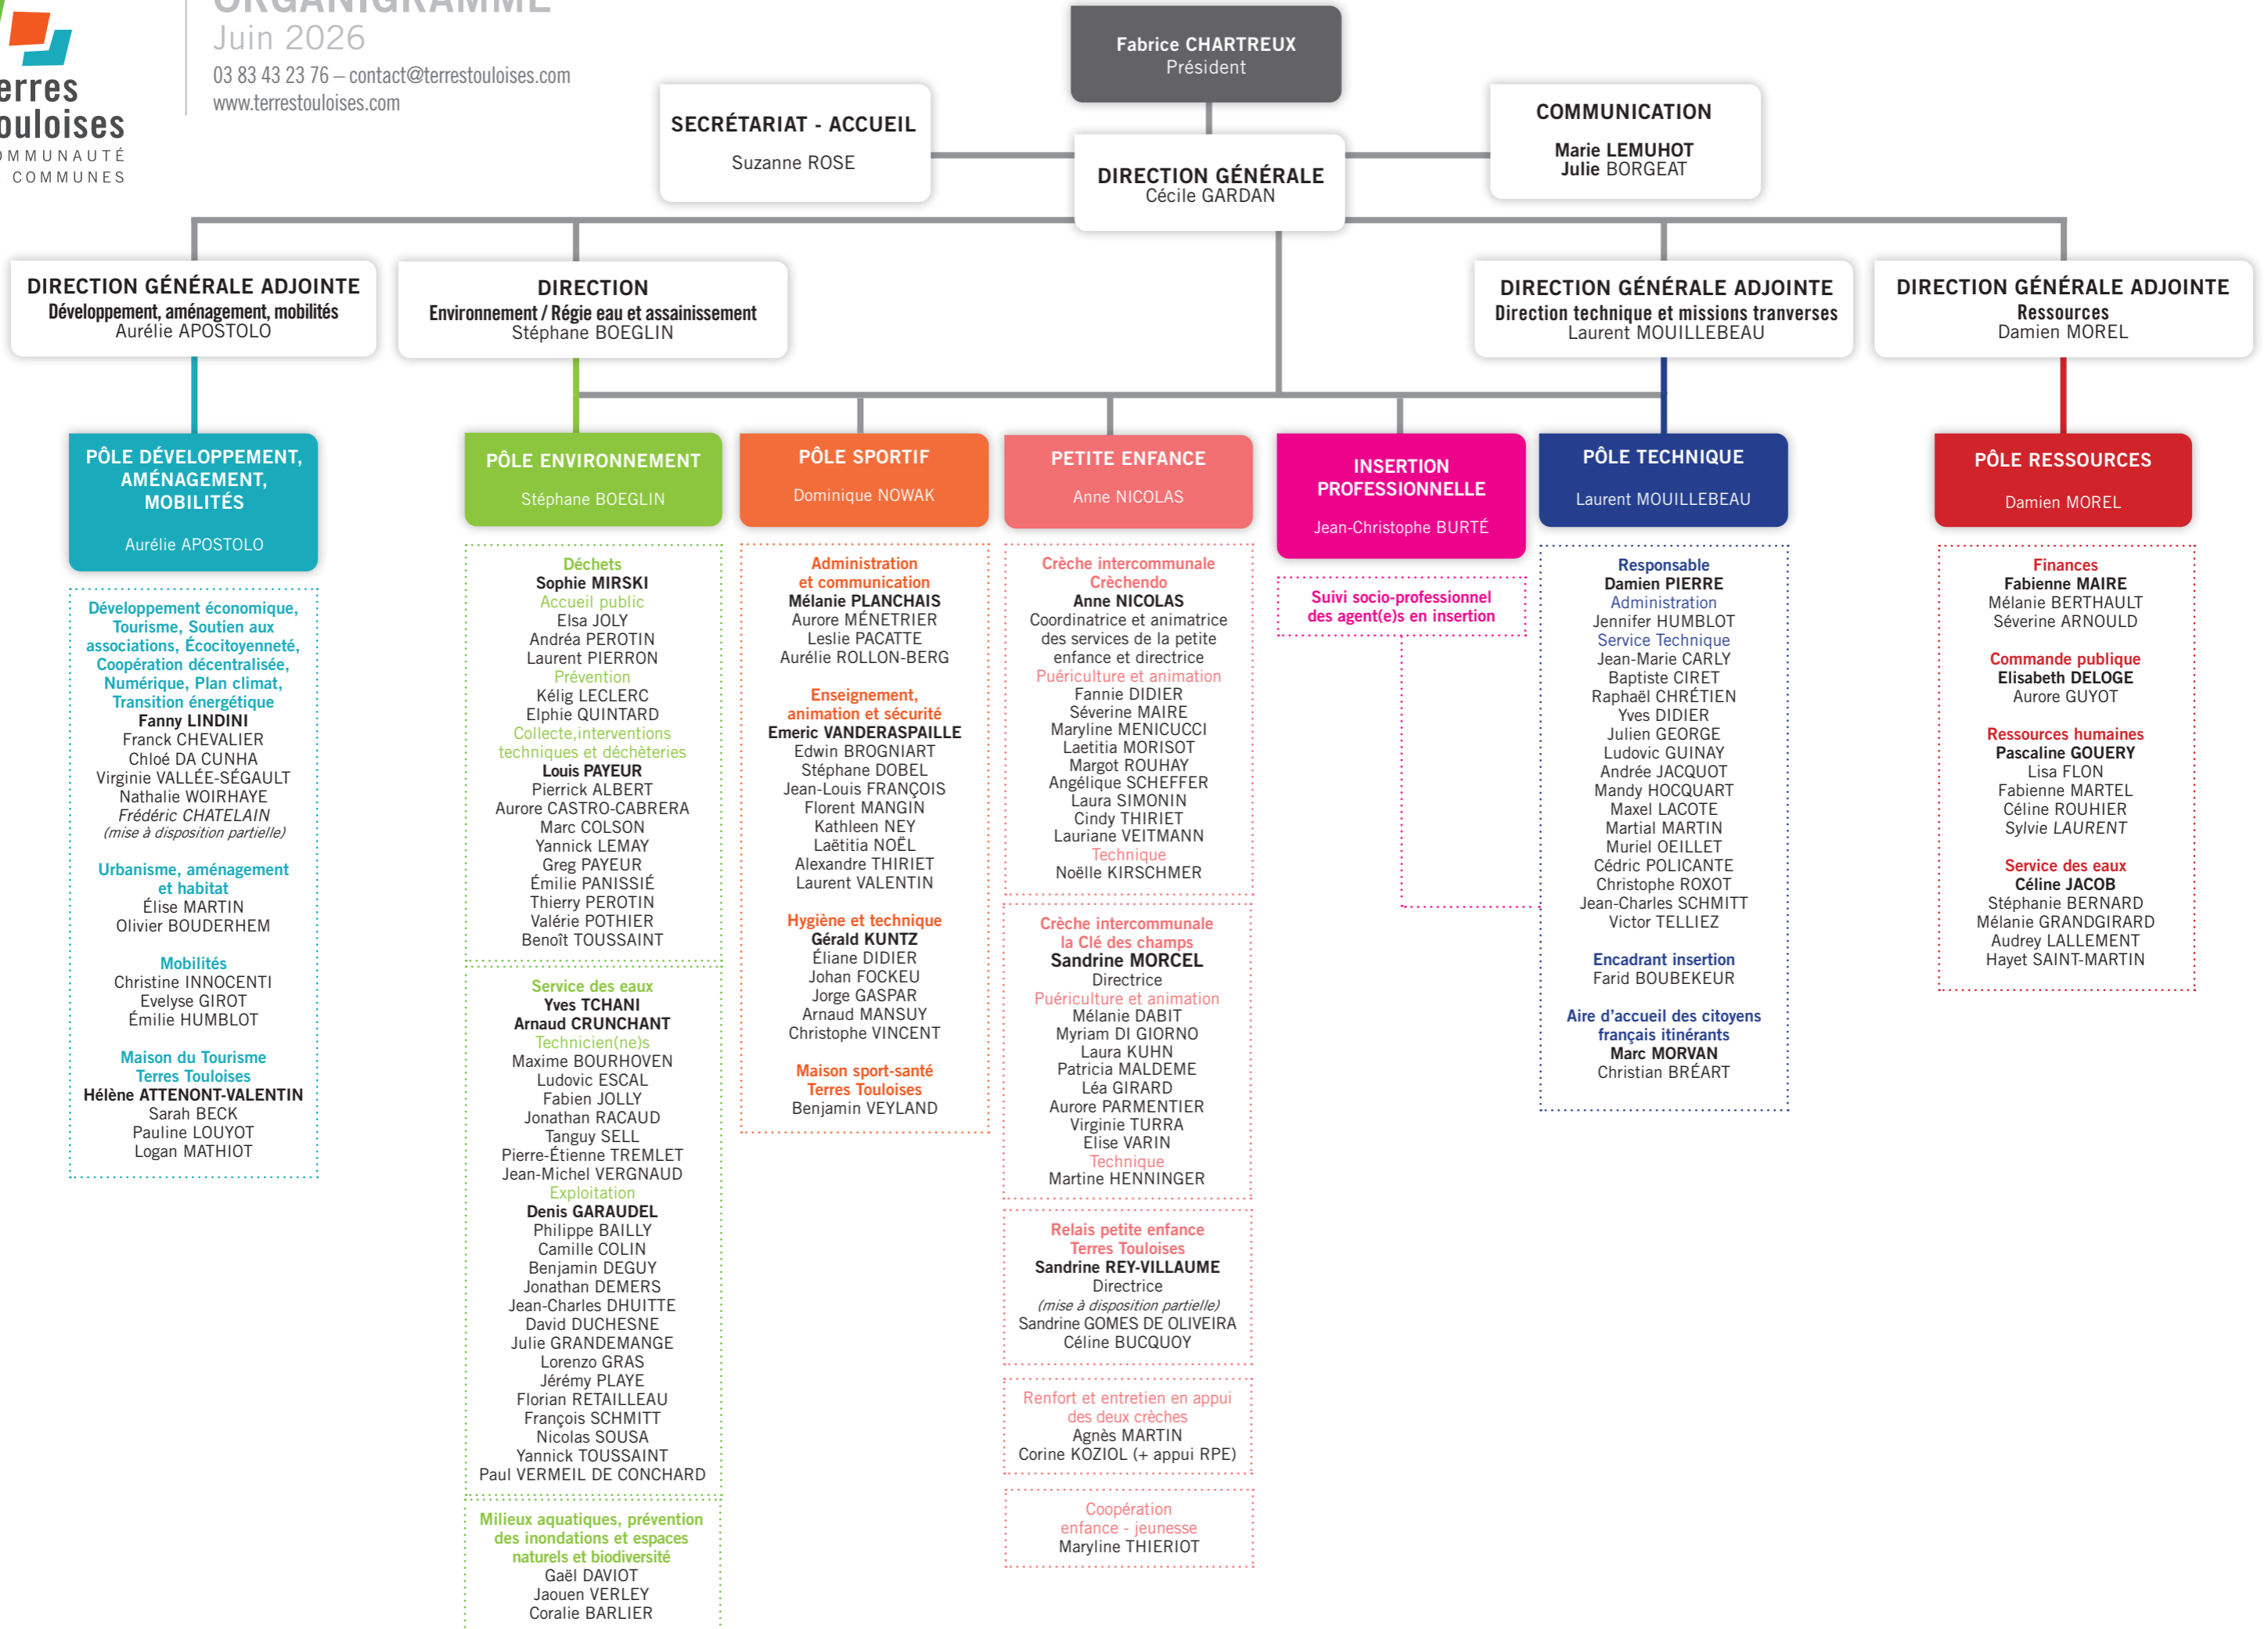 ORGANIGRAMME
Juin 2026
03 83 43 23 76 – contact@terrestouloises.com
www.terrestouloises.com
erres
ouloises
OMMUNAUTÉ
COMMUNES
Fabrice CHARTREUX
Président
SECRÉTARIAT - ACCUEIL
Suzanne ROSE
DIRECTION GÉNÉRALE
Cécile GARDAN
COMMUNICATION
Marie LEMUHOT
Julie BORGEAT
DIRECTION GÉNÉRALE ADJOINTE
Développement, aménagement, mobilités
Aurélie APOSTOLO
DIRECTION
Environnement / Régie eau et assainissement
Stéphane BOEGLIN
DIRECTION GÉNÉRALE ADJOINTE
Direction technique et missions tranverses
Laurent MOUILLEBEAU
DIRECTION GÉNÉRALE ADJOINTE
Ressources
Damien MOREL
PÔLE DÉVELOPPEMENT,
AMÉNAGEMENT,
MOBILITÉS
Aurélie APOSTOLO
Développement économique,
Tourisme, Soutien aux
associations, Écocitoyenneté,
Coopération décentralisée,
Numérique, Plan climat,
Transition énergétique
Fanny LINDINI
Franck CHEVALIER
Chloé DA CUNHA
Virginie VALLÉE-SÉGAULT
Nathalie WOIRHAYE
Frédéric CHATELAIN
(mise à disposition partielle)
Urbanisme, aménagement
et habitat
Élise MARTIN
Olivier BOUDERHEM
Mobilités
Christine INNOCENTI
Evelyse GIROT
Émilie HUMBLOT
Maison du Tourisme
Terres Touloises
Hélène ATTENONT-VALENTIN
Sarah BECK
Pauline LOUYOT
Logan MATHIOT
PÔLE ENVIRONNEMENT
Stéphane BOEGLIN
Déchets
Sophie MIRSKI
Accueil public
Elsa JOLY
Andréa PEROTIN
Laurent PIERRON
Prévention
Kélig LECLERC
Elphie QUINTARD
Collecte,interventions
techniques et déchèteries
Louis PAYEUR
Pierrick ALBERT
Aurore CASTRO-CABRERA
Marc COLSON
Yannick LEMAY
Greg PAYEUR
Émilie PANISSIÉ
Thierry PEROTIN
Valérie POTHIER
Benoît TOUSSAINT
Service des eaux
Yves TCHANI
Arnaud CRUNCHANT
Technicien(ne)s
Maxime BOURHOVEN
Ludovic ESCAL
Fabien JOLLY
Jonathan RACAUD
Tanguy SELL
Pierre-Étienne TREMLET
Jean-Michel VERGNAUD
Exploitation
Denis GARAUDEL
Philippe BAILLY
Camille COLIN
Benjamin DEGUY
Jonathan DEMERS
Jean-Charles DHUITTE
David DUCHESNE
Julie GRANDEMANGE
Lorenzo GRAS
Jérémy PLAYE
Florian RETAILLEAU
François SCHMITT
Nicolas SOUSA
Yannick TOUSSAINT
Paul VERMEIL DE CONCHARD
Milieux aquatiques, prévention
des inondations et espaces
naturels et biodiversité
Gaël DAVIOT
Jaouen VERLEY
Coralie BARLIER
PÔLE SPORTIF
Dominique NOWAK
Administration
et communication
Mélanie PLANCHAIS
Aurore MÉNETRIER
Leslie PACATTE
Aurélie ROLLON-BERG
Enseignement,
animation et sécurité
Emeric VANDERASPAILLE
Edwin BROGNIART
Stéphane DOBEL
Jean-Louis FRANÇOIS
Florent MANGIN
Kathleen NEY
Laëtitia NOËL
Alexandre THIRIET
Laurent VALENTIN
Hygiène et technique
Gérald KUNTZ
Éliane DIDIER
Johan FOCKEU
Jorge GASPAR
Arnaud MANSUY
Christophe VINCENT
Maison sport-santé
Terres Touloises
Benjamin VEYLAND
PETITE ENFANCE
Anne NICOLAS
Crèche intercommunale
Crèchendo
Anne NICOLAS
Coordinatrice et animatrice
des services de la petite
enfance et directrice
Puériculture et animation
Fannie DIDIER
Séverine MAIRE
Maryline MENICUCCI
Laetitia MORISOT
Margot ROUHAY
Angélique SCHEFFER
Laura SIMONIN
Cindy THIRIET
Lauriane VEITMANN
Technique
Noëlle KIRSCHMER
Crèche intercommunale
la Clé des champs
Sandrine MORCEL
Directrice
Puériculture et animation
Mélanie DABIT
Myriam DI GIORNO
Laura KUHN
Patricia MALDEME
Léa GIRARD
Aurore PARMENTIER
Virginie TURRA
Elise VARIN
Technique
Martine HENNINGER
Relais petite enfance
Terres Touloises
Sandrine REY-VILLAUME
Directrice
(mise à disposition partielle)
Sandrine GOMES DE OLIVEIRA
Céline BUCQUOY
Renfort et entretien en appui
des deux crèches
Agnès MARTIN
Corine KOZIOL (+ appui RPE)
Coopération
enfance - jeunesse
Maryline THIERIOT
INSERTION
PROFESSIONNELLE
Jean-Christophe BURTÉ
Suivi socio-professionnel
des agent(e)s en insertion
PÔLE TECHNIQUE
Laurent MOUILLEBEAU
Responsable
Damien PIERRE
Administration
Jennifer HUMBLOT
Service Technique
Jean-Marie CARLY
Baptiste CIRET
Raphaël CHRÉTIEN
Yves DIDIER
Julien GEORGE
Ludovic GUINAY
Andrée JACQUOT
Mandy HOCQUART
Maxel LACOTE
Martial MARTIN
Muriel OEILLET
Cédric POLICANTE
Christophe ROXOT
Jean-Charles SCHMITT
Victor TELLIEZ
Encadrant insertion
Farid BOUBEKEUR
Aire d'accueil des citoyens
français itinérants
Marc MORVAN
Christian BRÉART
PÔLE RESSOURCES
Damien MOREL
Finances
Fabienne MAIRE
Mélanie BERTHAULT
Séverine ARNOULD
Commande publique
Elisabeth DELOGE
Aurore GUYOT
Ressources humaines
Pascaline GOUERY
Lisa FLON
Fabienne MARTEL
Céline ROUHIER
Sylvie LAURENT
Service des eaux
Céline JACOB
Stéphanie BERNARD
Mélanie GRANDGIRARD
Audrey LALLEMENT
Hayet SAINT-MARTIN